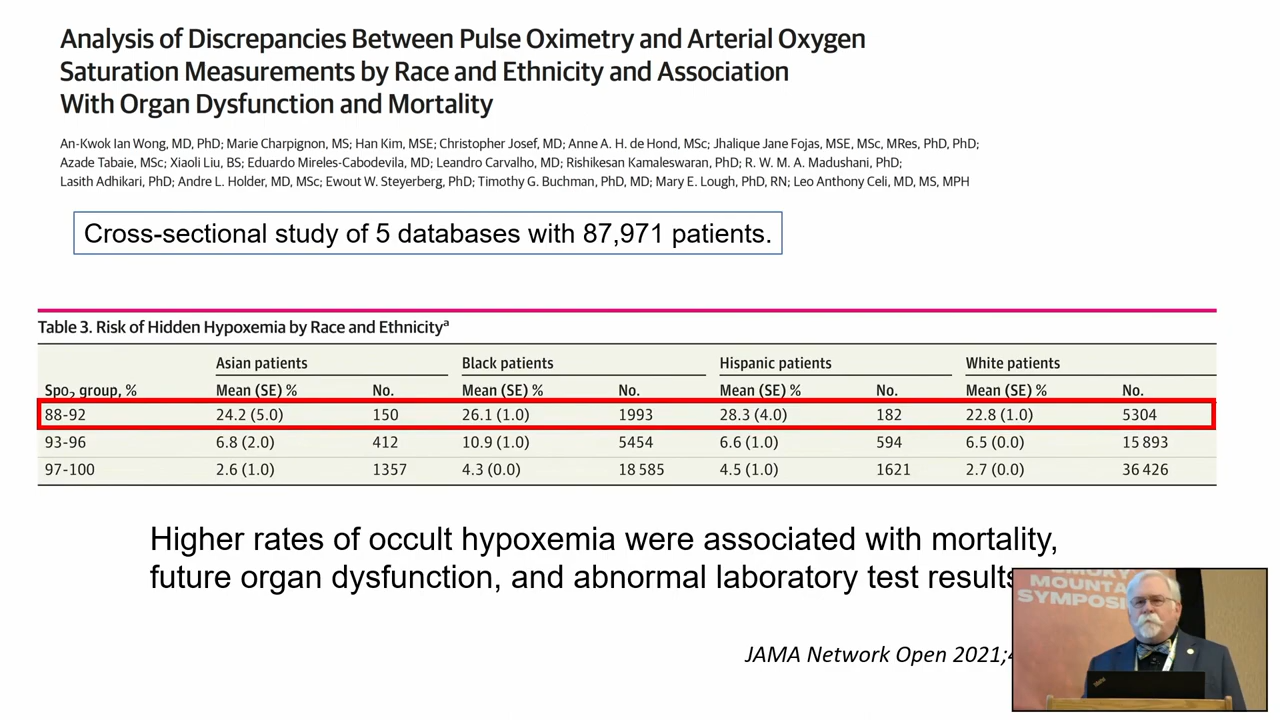 Analysis of Discrepancies Between Pulse Oximetry and Arterial Oxygen
Saturation Measurements by Race and Ethnicity and Association
With Organ Dysfunction and Mortality
An-Kwok Ian Wong, MD, PhD; Marie Charpignon, MS; Han Kim, MSE; Christopher Josef, MD; Anne A. H. de Hond, MSc; Jhalique Jane Fojas, MSE, MSc, MRes, PhD, PhD;
Azade Tabaie, MSc; Xiaoli Liu, BS; Eduardo Mireles-Cabodevila, MD; Leandro Carvalho, MD; Rishikesan Kamaleswaran, PhD; R. W. M. A. Madushani, PhD;
Lasith Adhikari, PhD; Andre L. Holder, MD, MSc; Ewout W. Steyerberg, PhD; Timothy G. Buchman, PhD, MD; Mary E. Lough, PhD, RN; Leo Anthony Celi, MD, MS, MPH
Cross-sectional study of 5 databases with 87,971 patients.
Table 3. Risk of Hidden Hypoxemia by Race and Ethnicityª
Asian patients Black patients Hispanic patients White patients
Spo₂ group, % Mean (SE) % No. Mean (SE) % No. Mean (SE) % No. Mean (SE) % No.
88-92 24.2 (5.0) 150 26.1 (1.0) 1993 28.3 (4.0) 182 22.8 (1.0) 5304
93-96 6.8 (2.0) 412 10.9 (1.0) 5454 6.6 (1.0) 594 6.5 (0.0) 15 893
97-100 2.6 (1.0) 1357 4.3 (0.0) 18 585 4.5 (1.0) 1621 2.7 (0.0) 36 426
Higher rates of occult hypoxemia were associated with mortality,
future organ dysfunction, and abnormal laboratory test results
JAMA Network Open 2021;
SMOKY
MOUNTA
SYMPOSI